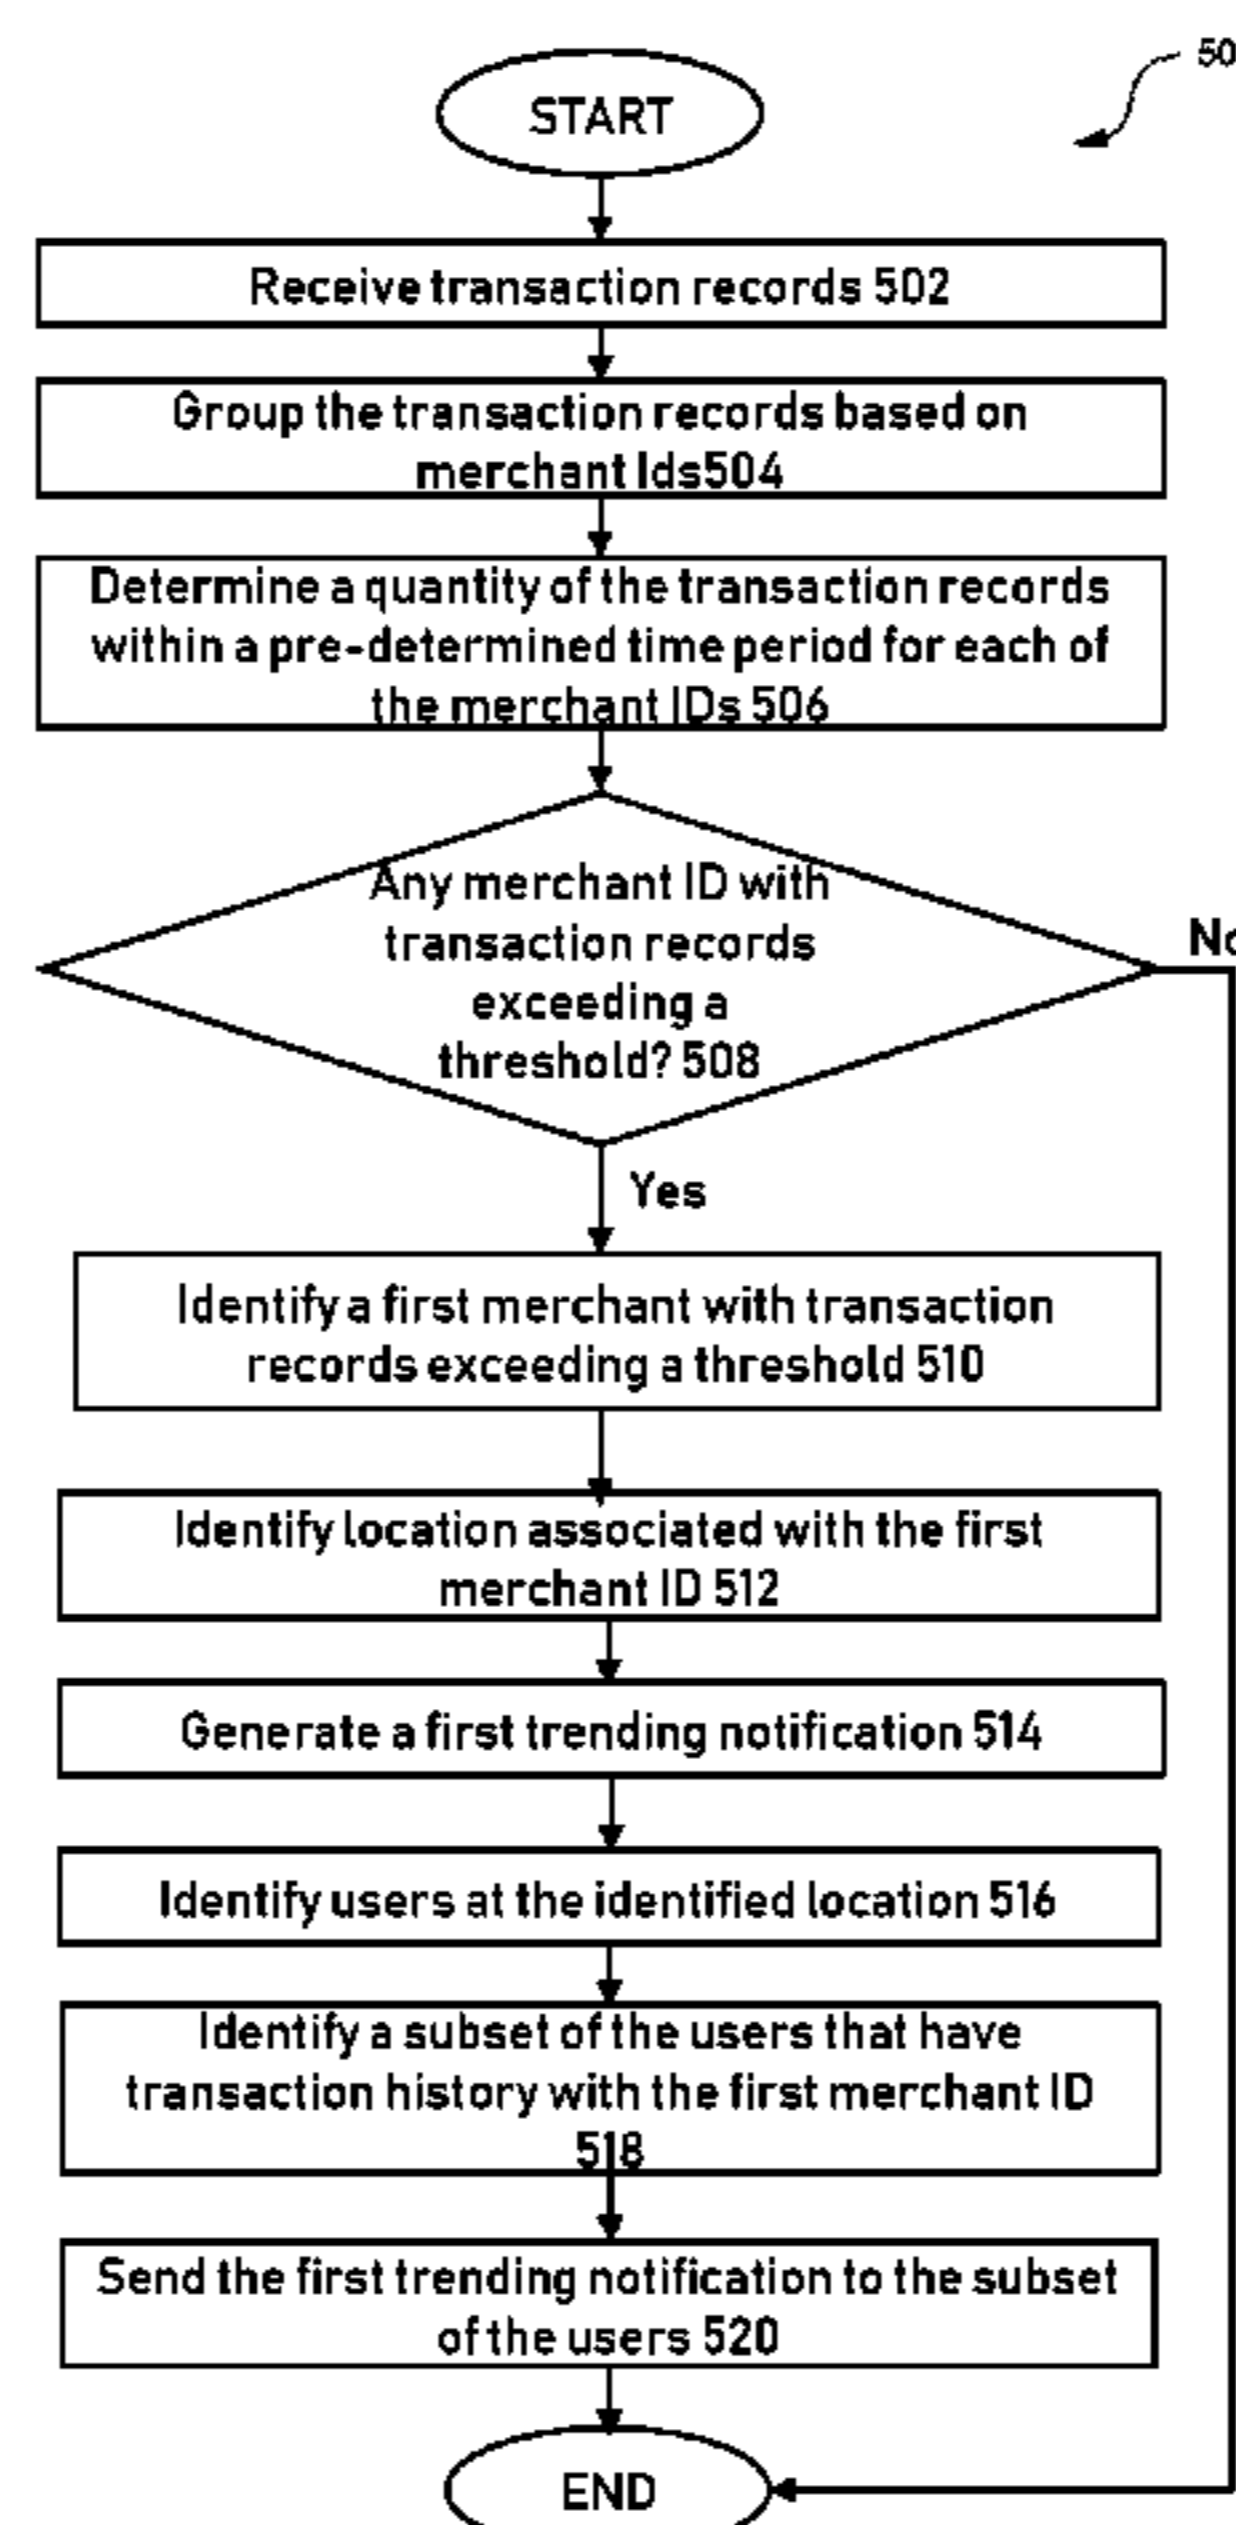 50
START
Receive transaction records 502
Group the transaction records based on
merchant Ids504
Determine a quantity of the transaction records
within a pre-determined time period for each of
the merchant IDs 506
Any merchant ID with
transaction records
exceeding a
threshold? 508
No
Yes
Identify a first merchant with transaction
records exceeding a threshold 510
Identify location associated with the first
merchant ID 512
Generate a first trending notification 514
Identify users at the identified location 516
Identify a subset of the users that have
transaction history with the first merchant ID
518
Send the first trending notification to the subset
of the users 520
END